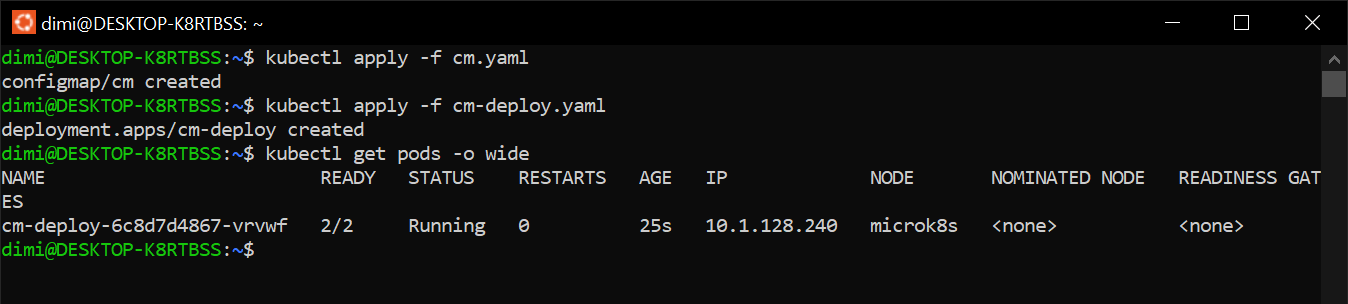 dimi@DESKTOP-K8RTBSS: ~
dimi@DESKTOP-K8RTBSS:~$ kubectl apply -f cm.yaml
configmap/cm created
dimi@DESKTOP-K8RTBSS:~$ kubectl apply -f cm-deploy.yaml
deployment.apps/cm-deploy created
dimi@DESKTOP-K8RTBSS:~$ kubectl get pods -o wide
NAME                         READY   STATUS    RESTARTS   AGE   IP             NODE       NOMINATED NODE   READINESS GAT
ES
cm-deploy-6c8d7d4867-vrvwf   2/2     Running   0          25s   10.1.128.240   microk8s   <none>           <none>
dimi@DESKTOP-K8RTBSS:~$